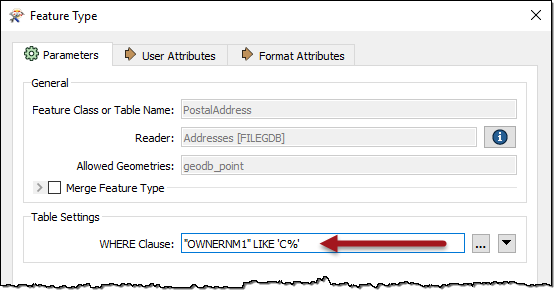 Feature Type
Parameters User Attributes Format Attributes
General
Feature Class or Table Name: PostalAddress
Reader: Addresses [FILEGDB]
Allowed Geometries: geodb_point
Merge Feature Type
Table Settings
WHERE Clause: "OWNERNM1" LIKE 'C%' ...